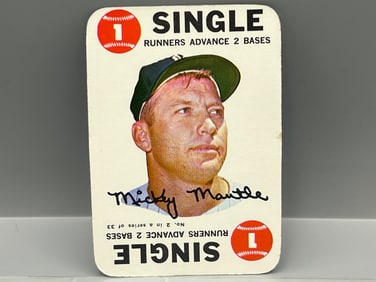 1 SINGLE
RUNNERS ADVANCE 2 BASES
Mickey Mantle
No. 2 in a series of 33
RUNNERS ADVANCE 2 BASES
SINGLE 1